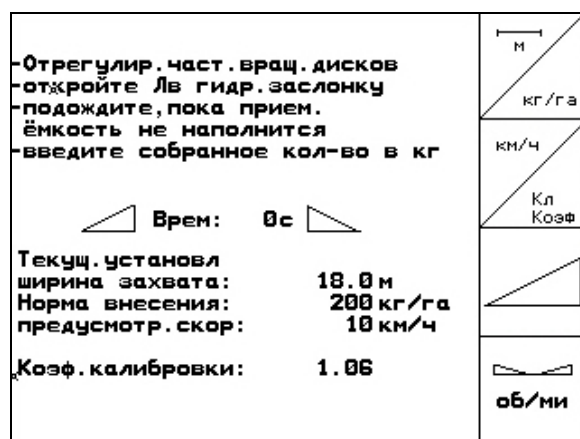 -Отрегулир.част.вращ.дисков
-откройте Лв гидр.заслонку
-подождите,пока прием.
ёмкость не наполнится
-введите собранное кол-во в кг
Врем: 0с
Текущ.установл
ширина захвата: 18.0м
Норма внесения: 200кг/га
предусмотр.скор: 10км/ч
Коэф.калибровки: 1.06
м
кг/га
км/ч
Кл
Коэф
об/ми